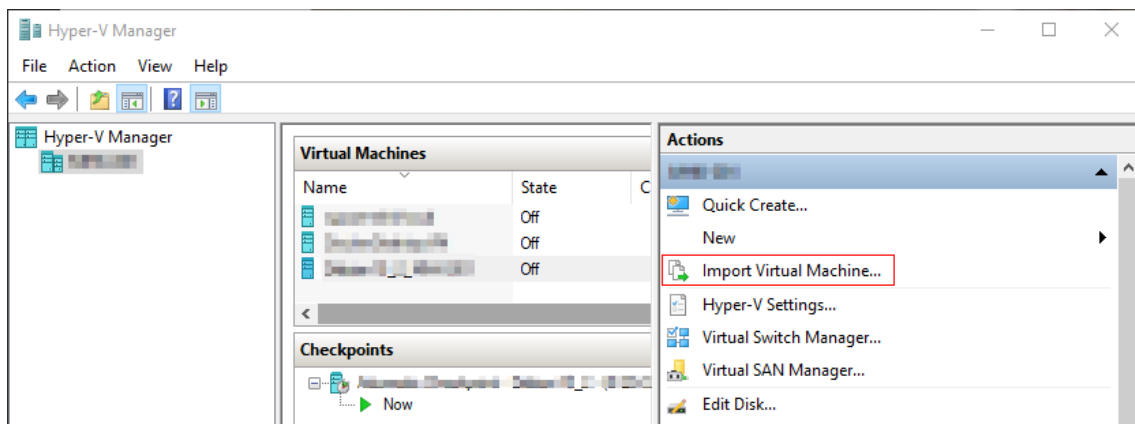 Hyper-V Manager
File Action View Help
Hyper-V Manager
Virtual Machines
Name State C
Off
Off
Off
Checkpoints
Now
Actions
Quick Create...
New
Import Virtual Machine...
Hyper-V Settings...
Virtual Switch Manager...
Virtual SAN Manager...
Edit Disk...